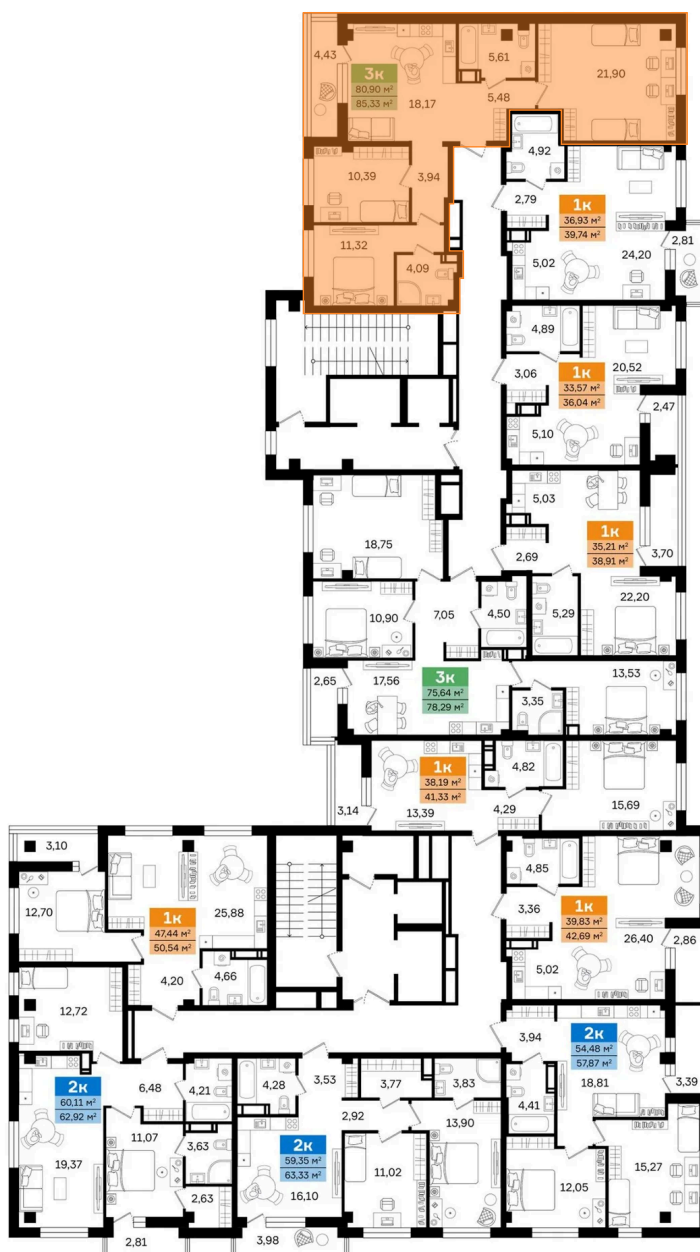 4,43
5,61
21,90
3к
80,90 м²
85,33 м²
18,17
5,48
4,92
10,39
3,94
2,79
1к
36,93 м²
39,74 м²
2,81
11,32
4,09
5,02
24,20
4,89
20,52
3,06
1к
33,57 м²
36,04 м²
2,47
5,10
5,03
1к
35,21 м²
38,91 м²
3,70
18,75
2,69
22,20
10,90
7,05
4,50
5,29
2,65
17,56
3к
75,64 м²
78,29 м²
13,53
3,35
1к
38,19 м²
41,33 м²
4,82
3,14
13,39
4,29
15,69
3,10
4,85
12,70
1к
47,44 м²
50,54 м²
25,88
3,36
1к
39,83 м²
42,69 м²
26,40
2,86
4,20
4,66
5,02
12,72
3,94
2к
54,48 м²
57,87 м²
18,81
3,39
2к
60,11 м²
62,92 м²
6,48
4,21
4,28
3,53
3,77
3,83
4,41
2,92
11,07
3,63
2к
59,35 м²
63,33 м²
13,90
19,37
11,02
15,27
2,63
16,10
12,05
2,81
3,98